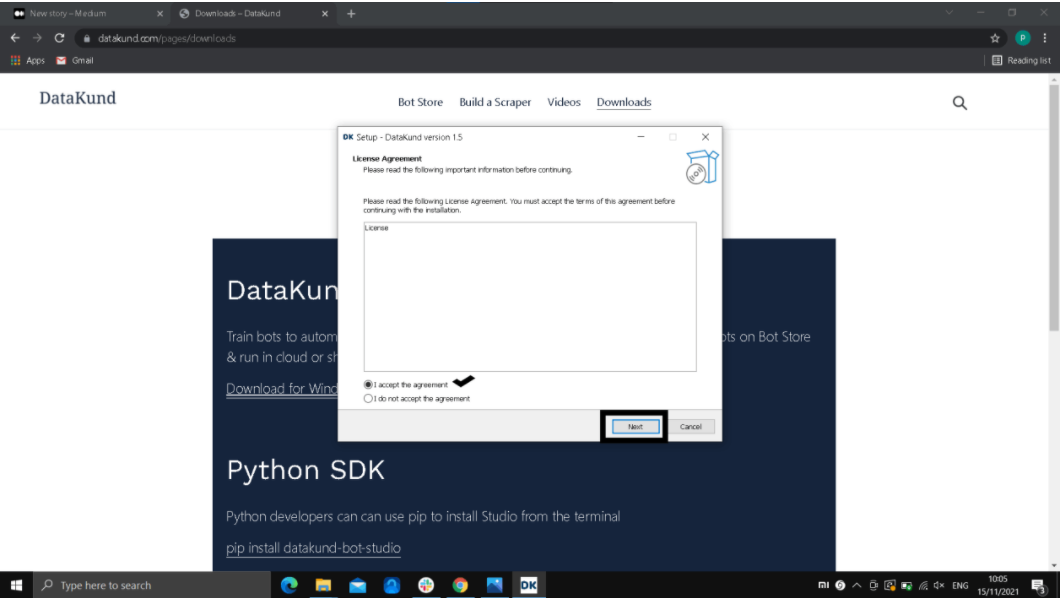 New story – Medium
Downloads – DataKund
datakund.com/pages/downloads
P
Apps
Gmail
Reading list
DataKund
Bot Store
Build a Scraper
Videos
Downloads
DK Setup - DataKund version 1.5
License Agreement
Please read the following important information before continuing.
Please read the following License Agreement. You must accept the terms of this agreement before
continuing with the installation.
License
I accept the agreement
I do not accept the agreement
Next
Cancel
DataKun
Train bots to autom
ots on Bot Store
& run in cloud or sh
Download for Wind
Python SDK
Python developers can can use pip to install Studio from the terminal
pip install datakund-bot-studio
Type here to search
DK
ENG
10:05
15/11/2021
3